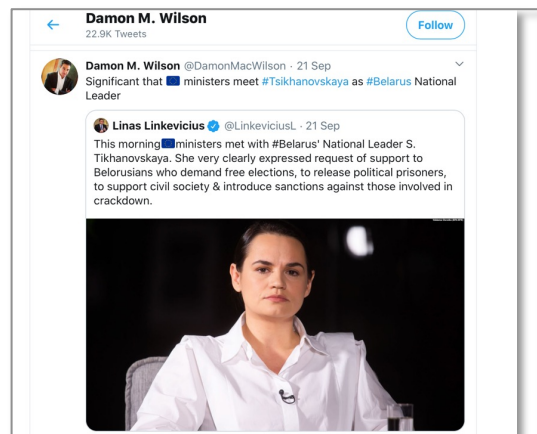 Damon M. Wilson
22.9K Tweets
Follow
Damon M. Wilson @DamonMacWilson · 21 Sep
Significant that 🇪🇺 ministers meet #Tsikhanovskaya as #Belarus National
Leader
Linas Linkevicius @LinkeviciusL · 21 Sep
This morning🇪🇺ministers met with #Belarus' National Leader S.
Tikhanovskaya. She very clearly expressed request of support to
Belorusians who demand free elections, to release political prisoners,
to support civil society & introduce sanctions against those involved in
crackdown.